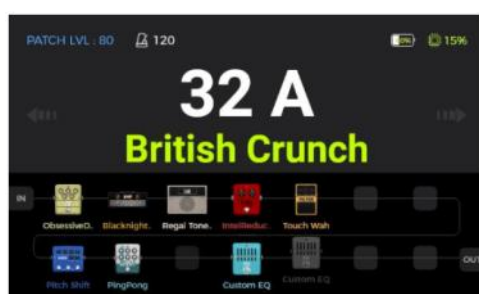 PATCH LVL : 80 120 0% 15%
32 A
British Crunch
IN
ObsessiveD.. Blacknight.. Regal Tone.. IntelReduc.. Touch Wah
OUT
Pitch Shift PingPong Custom EQ Custom EQ